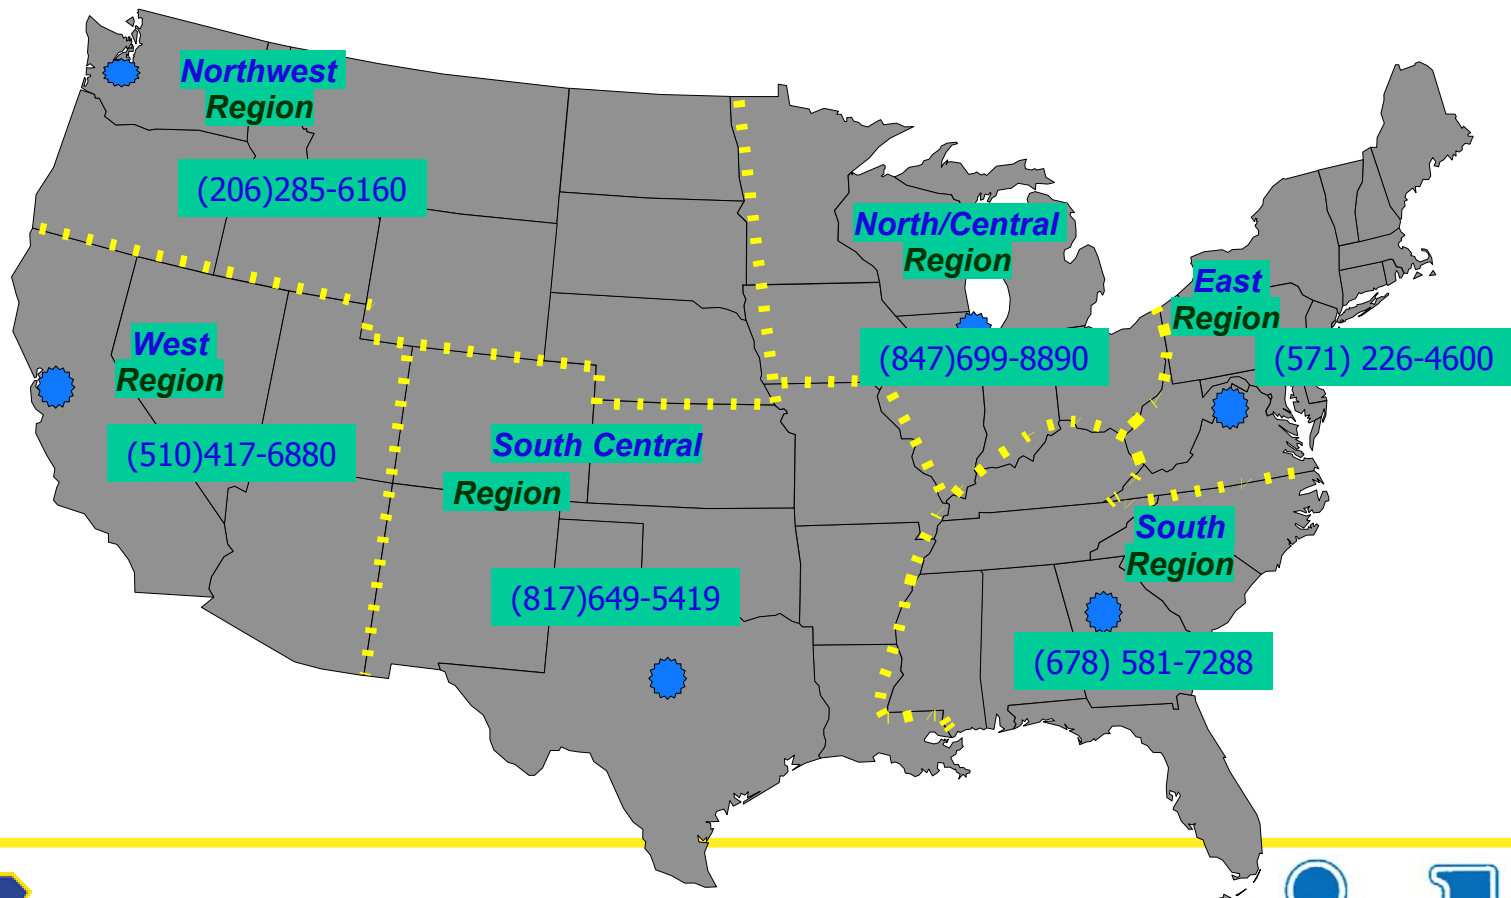 Northwest
Region
(206)285-6160
North/Central
Region
(847)699-8890
East
Region
(571) 226-4600
West
Region
(510)417-6880
South Central
Region
(817)649-5419
South
Region
(678) 581-7288